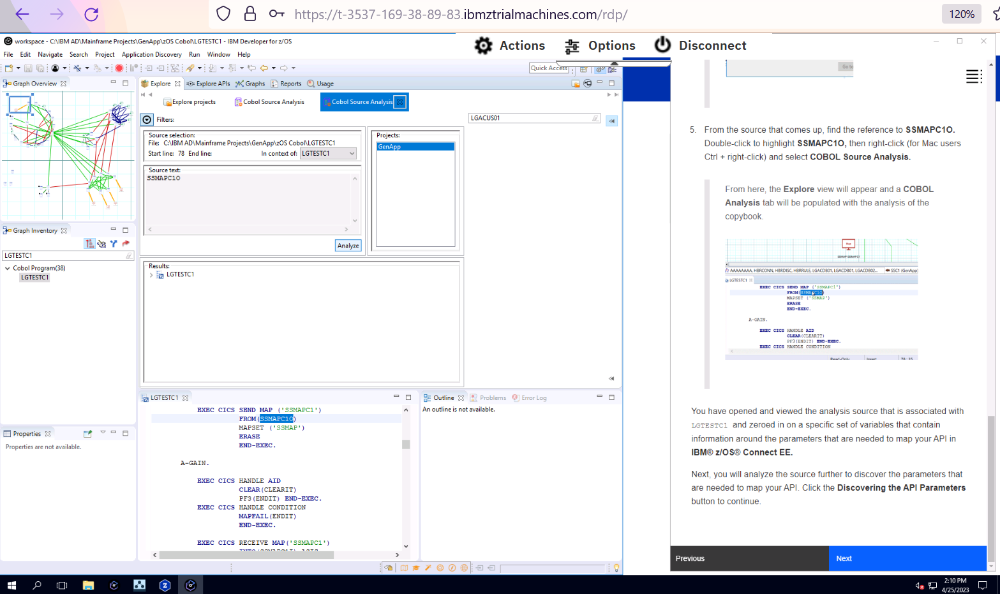 https://t-3537-169-38-89-83.ibmztrialmachines.com/rdp/
120%
workspace - C:\IBM AD\Mainframe Projects\GenApp\zOS Cobol\LGTESTC1 - IBM Developer for z/OS
Actions
Options
Disconnect
File Edit Navigate Search Project Application Discovery Run Window Help
Quick Access
Graph Overview
Explore
Explore APIs
Graphs
Reports
Usage
Explore projects
Cobol Source Analysis
Cobol Source Analysis
Filters:
LGACUS01
Source selection:
File: C:\IBM AD\Mainframe Projects\GenApp\zOS Cobol\LGTESTC1
Start line: 78 End line:
In context of: LGTESTC1
Source text:
SSMAPC1O
Analyze
Projects:
GenApp
Results:
LGTESTC1
Graph Inventory
LGTESTC1
Cobol Program(38)
LGTESTC1
Properties
Properties are not available.
LGTESTC1
EXEC CICS SEND MAP ('SSMAPC1')
FROM(SSMAPC1O)
MAPSET ('SSMAP')
ERASE
END-EXEC.
A-GAIN.
EXEC CICS HANDLE AID
CLEAR(CLEARIT)
PF3(ENDIT) END-EXEC.
EXEC CICS HANDLE CONDITION
MAPFAIL(ENDIT)
END-EXEC.
EXEC CICS RECEIVE MAP('SSMAPC1')
Outline
Problems
Error Log
An outline is not available.
Go to
5. From the source that comes up, find the reference to SSMAPC1O.
Double-click to highlight SSMAPC1O, then right-click (for Mac users
Ctrl + right-click) and select COBOL Source Analysis.
From here, the Explore view will appear and a COBOL
Analysis tab will be populated with the analysis of the
copybook.
AAAAAAAA, HBRCONN, HBRDISC, HBRRULE, LGACDB01, LGACDB01, LGACDB02...
SSC1 (GenApp)
LGTESTC1
EXEC CICS SEND MAP ('SSMAPC1')
FROM(SSMAPC1O)
MAPSET ('SSMAP')
ERASE
END-EXEC.
A-GAIN.
EXEC CICS HANDLE AID
CLEAR(CLEARIT)
PF3(ENDIT) END-EXEC.
EXEC CICS HANDLE CONDITION
You have opened and viewed the analysis source that is associated with
LGTESTC1 and zeroed in on a specific set of variables that contain
information around the parameters that are needed to map your API in
IBM® z/OS® Connect EE.
Next, you will analyze the source further to discover the parameters that
are needed to map your API. Click the Discovering the API Parameters
button to continue.
Previous
Next
2:10 PM
4/25/2023